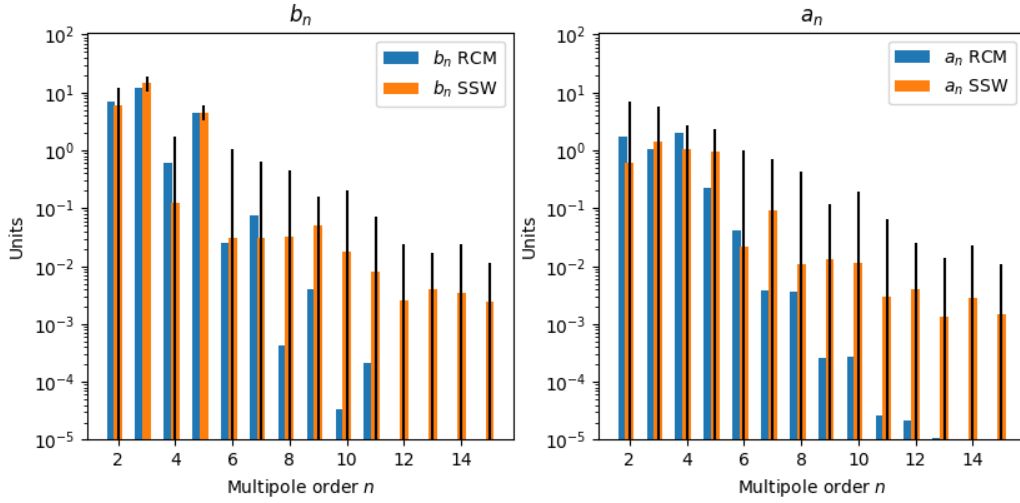 b_n
10^2
10^1
10^0
10^-1
10^-2
10^-3
10^-4
10^-5
Units
2 4 6 8 10 12 14
Multipole order n
b_n RCM
b_n SSW
a_n
10^2
10^1
10^0
10^-1
10^-2
10^-3
10^-4
10^-5
Units
2 4 6 8 10 12 14
Multipole order n
a_n RCM
a_n SSW